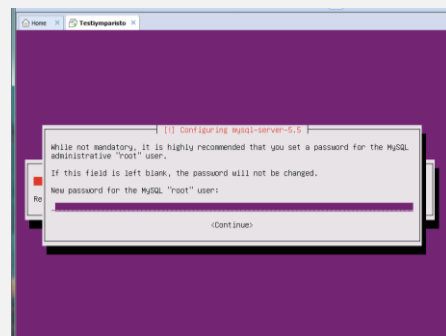 Home
Testiymparisto
[!] Configuring mysql-server-5.5
While not mandatory, it is highly recommended that you set a password for the MySQL
administrative "root" user.
If this field is left blank, the password will not be changed.
New password for the MySQL "root" user:
<Continue>
Re